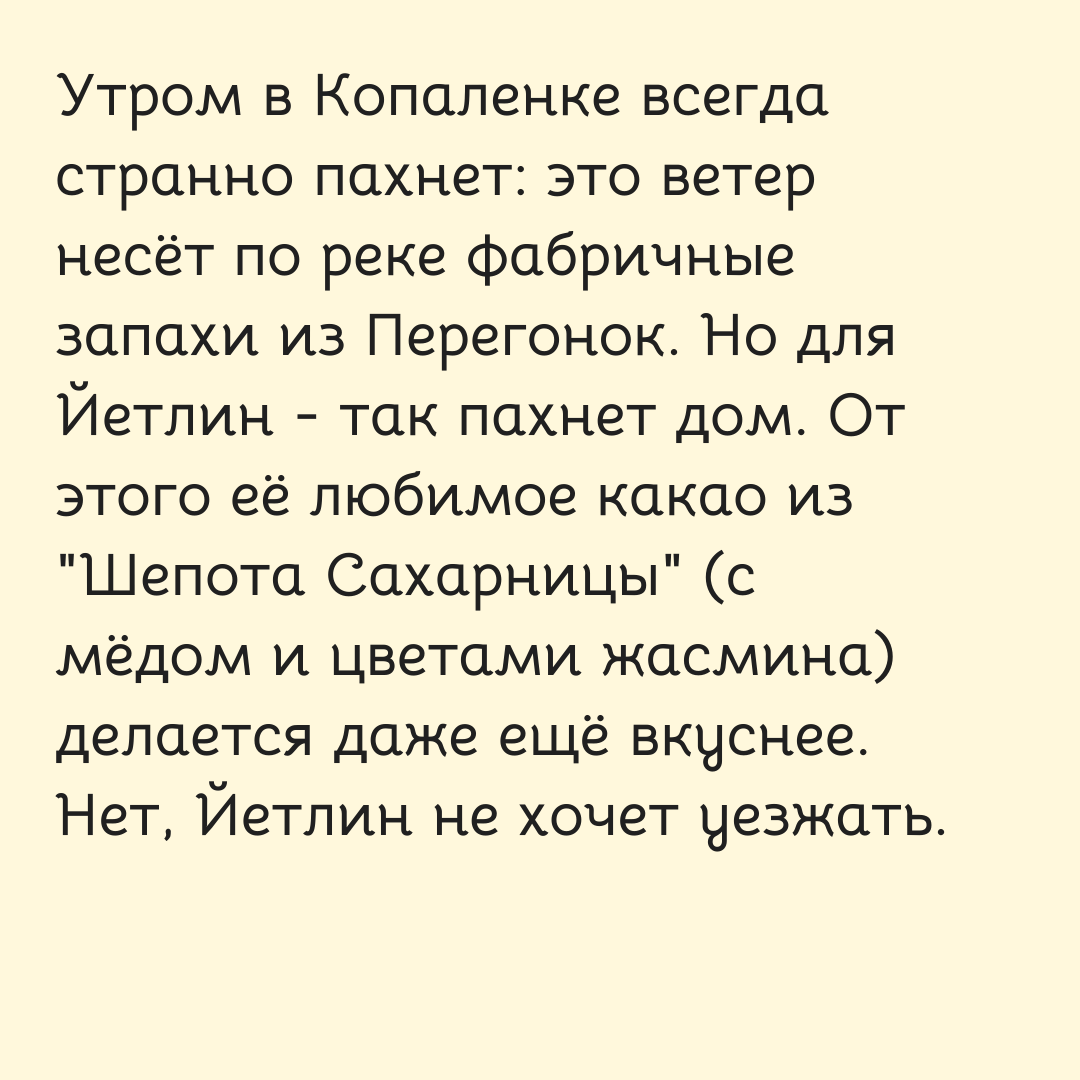 Утром в Копаленке всегда
странно пахнет: это ветер
несёт по реке фабричные
запахи из Перегонок. Но для
Йетлин - так пахнет дом. От
этого её любимое какао из
"Шепота Сахарницы" (с
мёдом и цветами жасмина)
делается даже ещё вкуснее.
Нет, Йетлин не хочет уезжать.